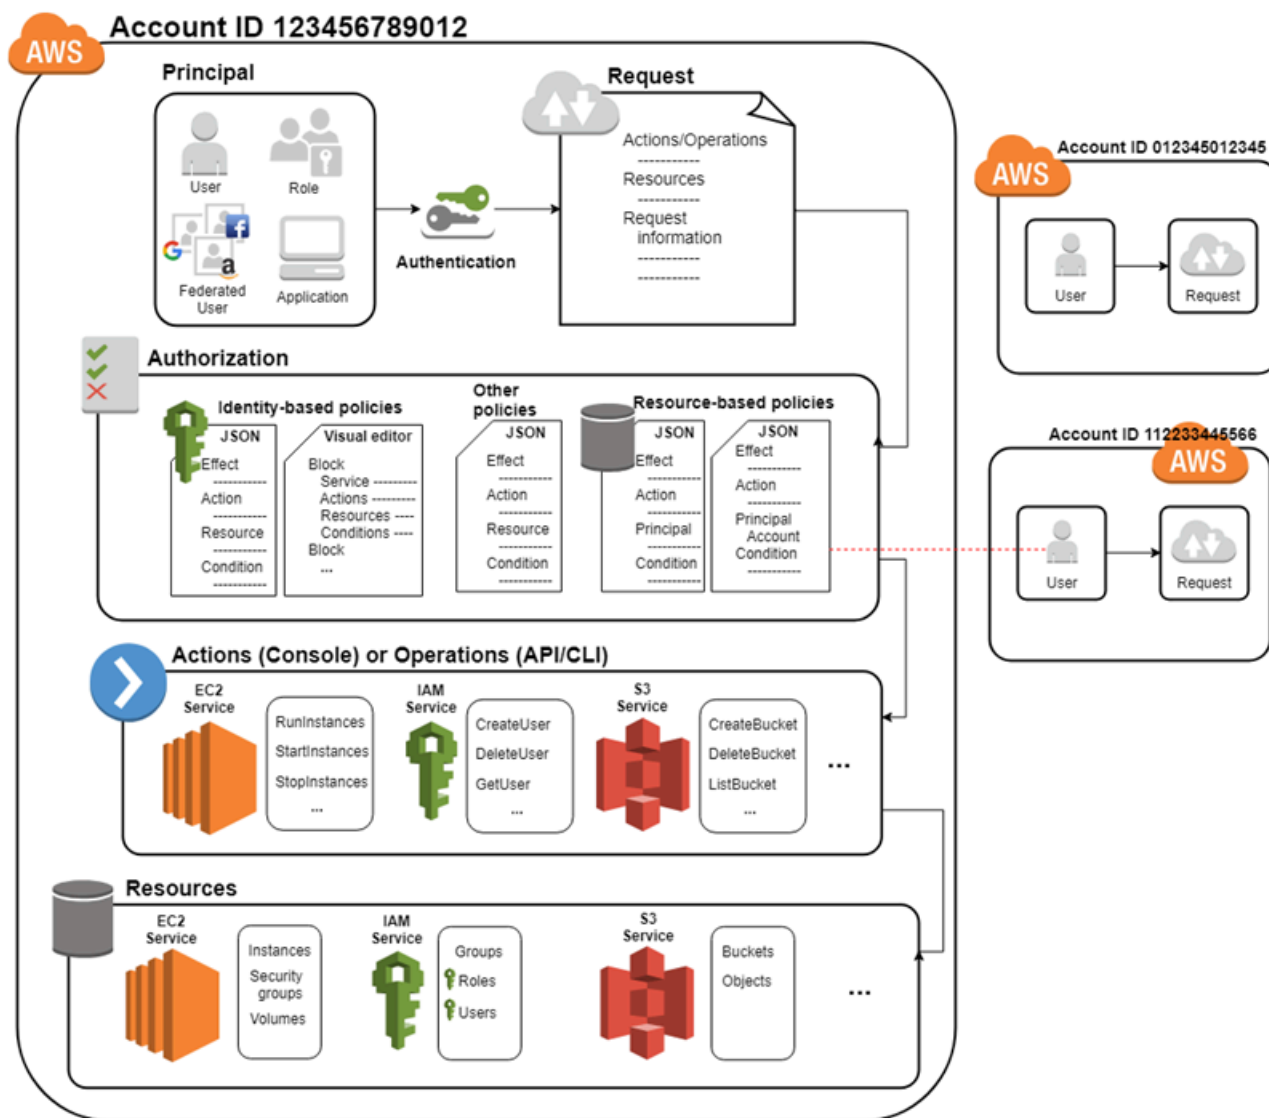 AWS
Account ID 123456789012
Principal
User
Role
Federated
User
Application
Authentication
Request
Actions/Operations
-----------
Resources
-----------
Request
information
-----------
-----------
AWS
Account ID 012345012345
User
Request
Account ID 112233445566
AWS
User
Request
Authorization
Identity-based policies
JSON
Effect
-----------
Action
-----------
Resource
-----------
Condition
-----------
Visual editor
Block
Service ---------
Actions ---------
Resources ----
Conditions ----
Block
...
Other
policies
JSON
Effect
-----------
Action
-----------
Resource
-----------
Condition
-----------
Resource-based policies
JSON
Effect
-----------
Action
-----------
Principal
-----------
Condition
-----------
JSON
Effect
-----------
Action
-----------
Principal
Account
Condition
-----------
Actions (Console) or Operations (API/CLI)
EC2
Service
RunInstances
StartInstances
StopInstances
...
IAM
Service
CreateUser
DeleteUser
GetUser
...
S3
Service
CreateBucket
DeleteBucket
ListBucket
...
...
Resources
EC2
Service
Instances
Security
groups
Volumes
IAM
Service
Groups
Roles
Users
S3
Service
Buckets
Objects
...